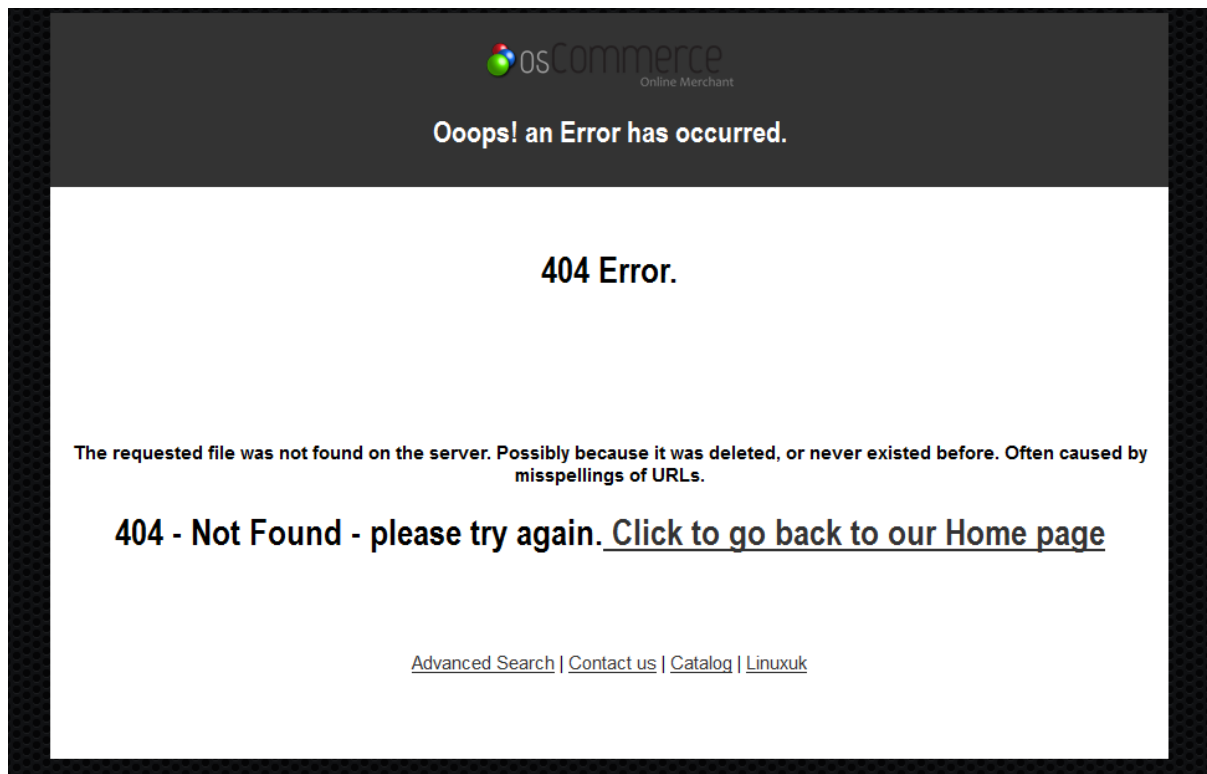 osCommerce
Online Merchant
Ooops! an Error has occurred.
404 Error.
The requested file was not found on the server. Possibly because it was deleted, or never existed before. Often caused by
misspellings of URLs.
404 - Not Found - please try again. Click to go back to our Home page
Advanced Search | Contact us | Catalog | Linuxuk